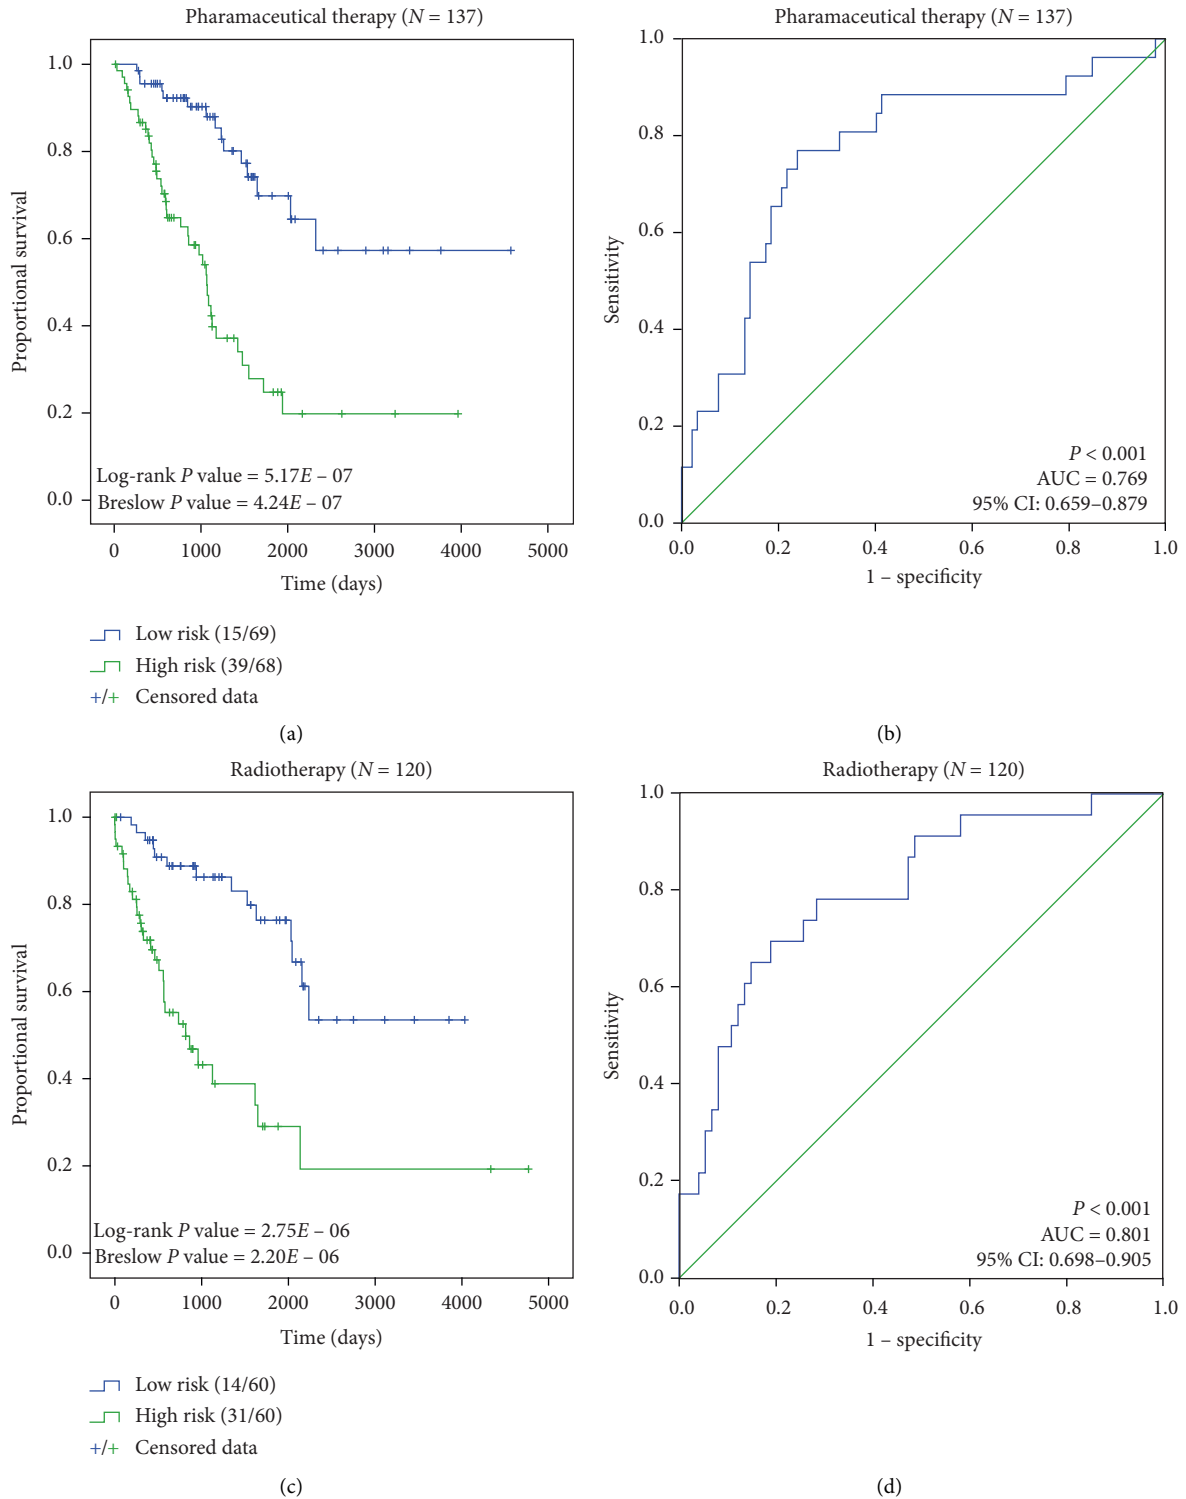 Pharamaceutical therapy (N = 137)
Proportional survival
1.0
0.8
0.6
0.4
0.2
0.0
Log-rank P value = 5.17E – 07
Breslow P value = 4.24E – 07
0 1000 2000 3000 4000 5000
Time (days)
Low risk (15/69)
High risk (39/68)
+/+ Censored data
(a)
Pharamaceutical therapy (N = 137)
Sensitivity
1.0
0.8
0.6
0.4
0.2
0.0
P < 0.001
AUC = 0.769
95% CI: 0.659–0.879
0.0 0.2 0.4 0.6 0.8 1.0
1 – specificity
(b)
Radiotherapy (N = 120)
Proportional survival
1.0
0.8
0.6
0.4
0.2
0.0
Log-rank P value = 2.75E – 06
Breslow P value = 2.20E – 06
0 1000 2000 3000 4000 5000
Time (days)
Low risk (14/60)
High risk (31/60)
+/+ Censored data
(c)
Radiotherapy (N = 120)
Sensitivity
1.0
0.8
0.6
0.4
0.2
0.0
P < 0.001
AUC = 0.801
95% CI: 0.698–0.905
0.0 0.2 0.4 0.6 0.8 1.0
1 – specificity
(d)